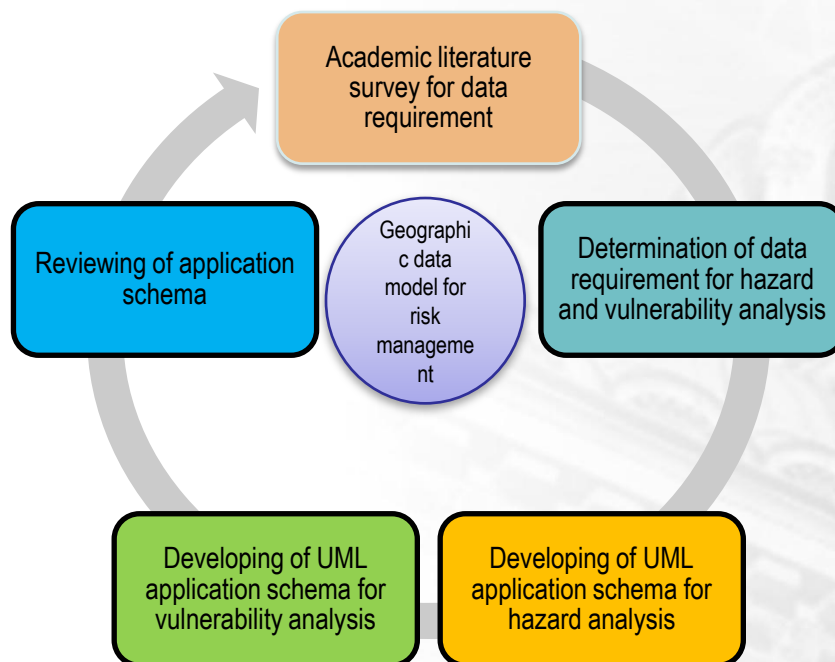 Academic literature
survey for data
requirement
Determination of data
requirement for hazard
and vulnerability analysis
Developing of UML
application schema for
hazard analysis
Developing of UML
application schema for
vulnerability analysis
Reviewing of application
schema
Geographi
c data
model for
risk
manageme
nt